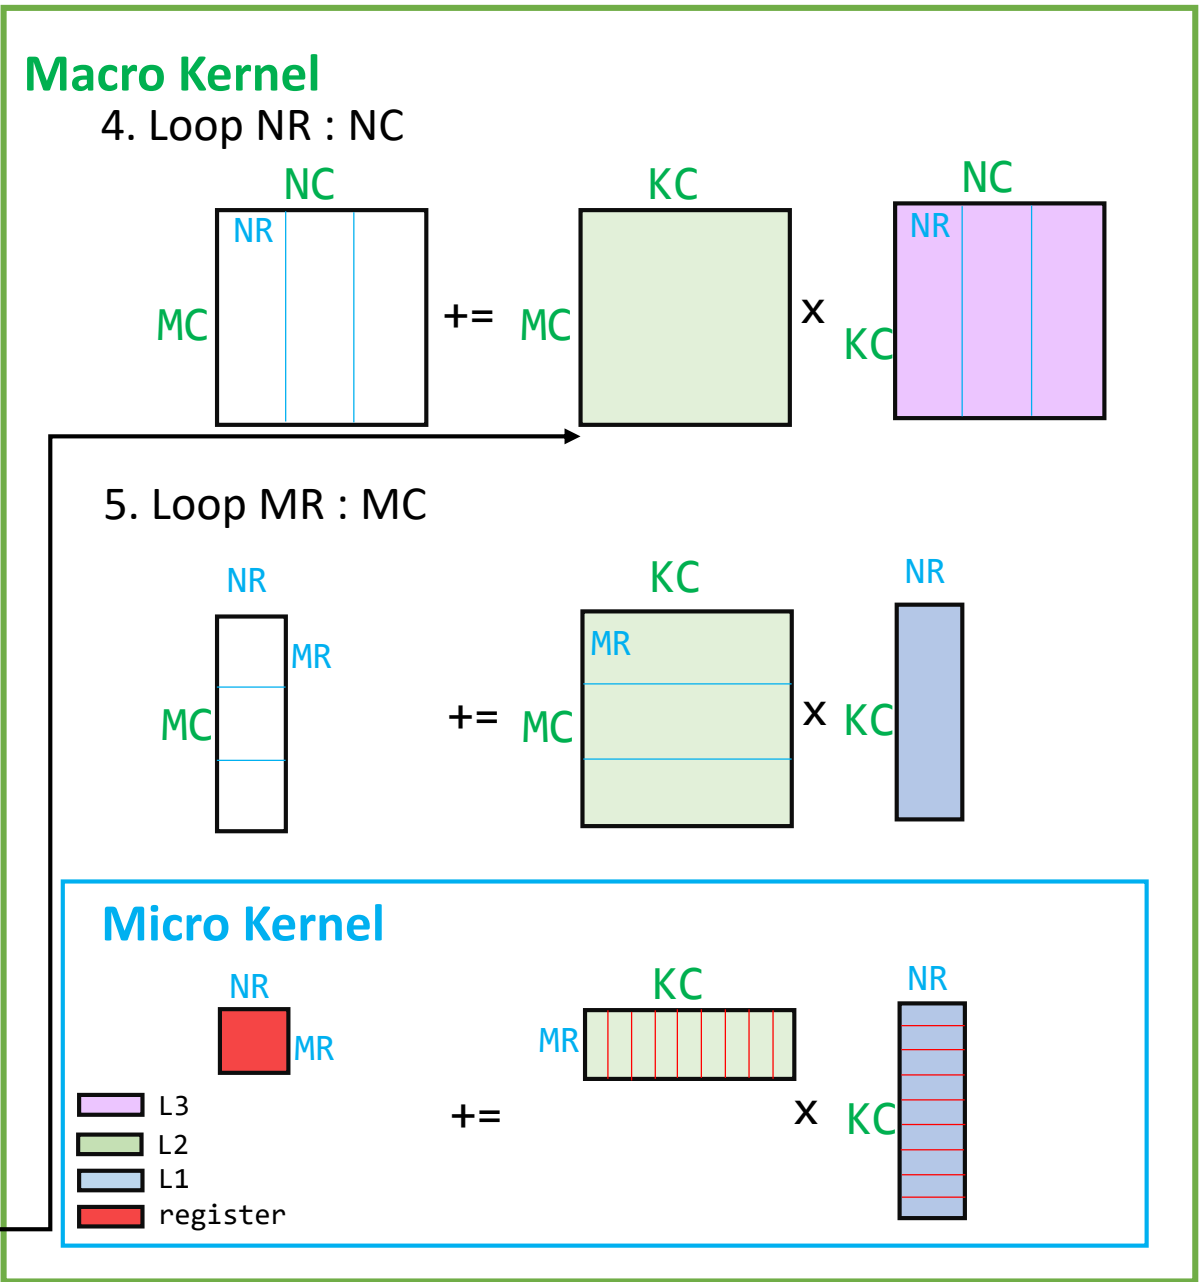 Macro Kernel
4. Loop NR : NC
NC KC NC
NR NR
MC += MC x KC
5. Loop MR : MC
NR KC NR
MR MR
MC += MC x KC
Micro Kernel
NR KC NR
MR MR
L3
+= x KC
L2
L1
register